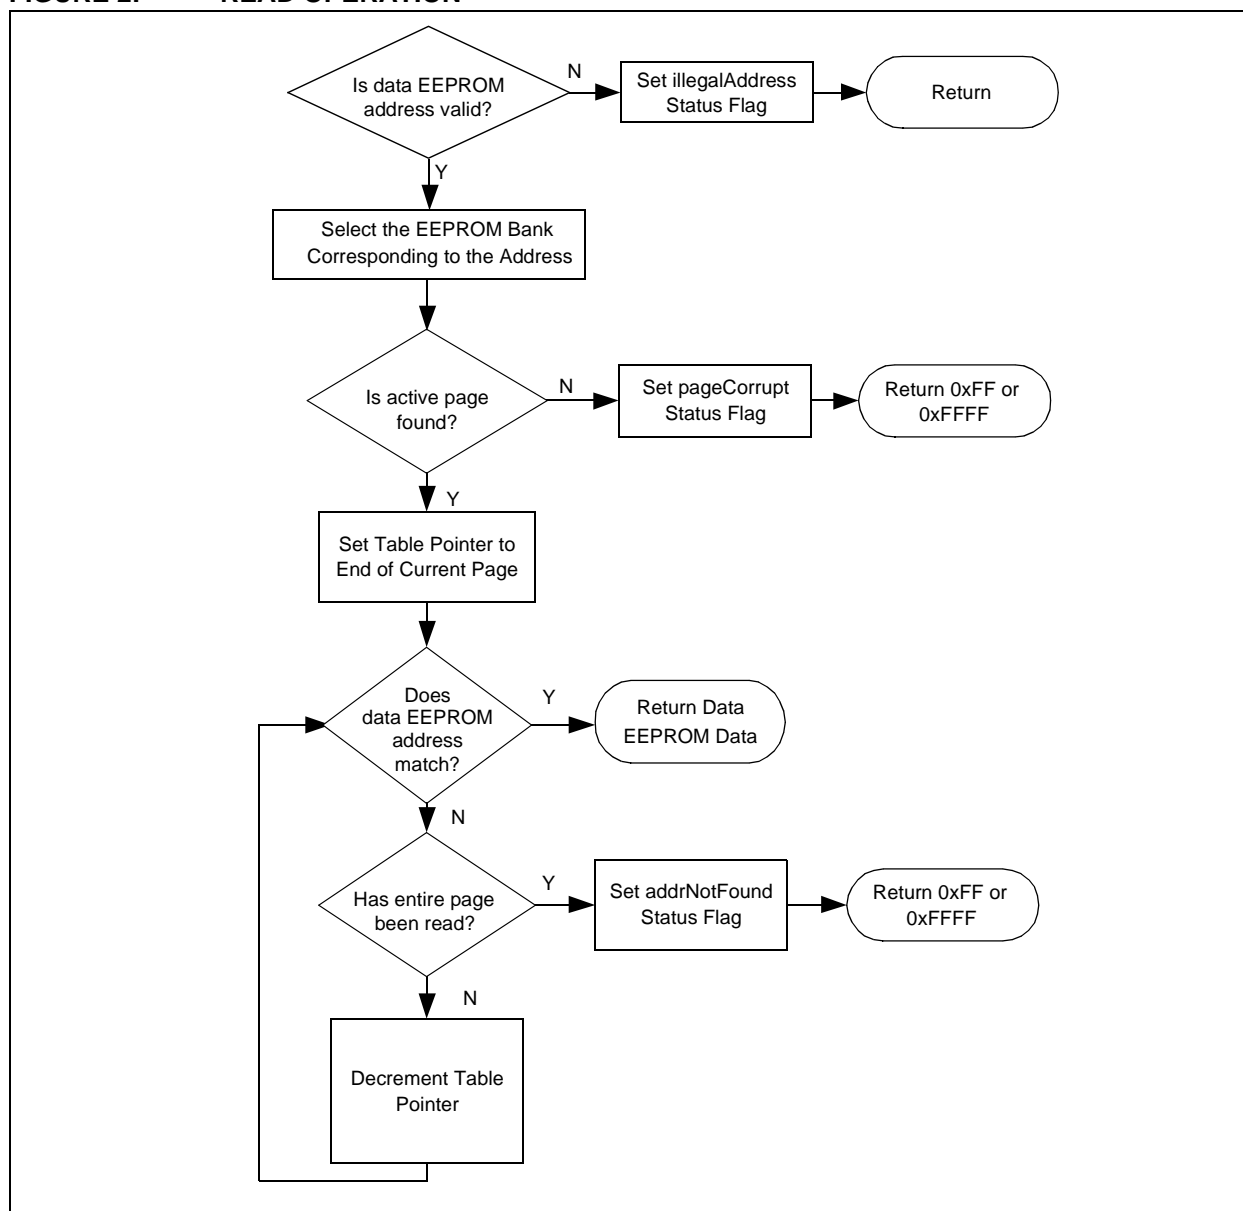 FIGURE 2: READ OPERATION
Is data EEPROM
address valid?
N
Set illegalAddress
Status Flag
Return
Y
Select the EEPROM Bank
Corresponding to the Address
Is active page
found?
N
Set pageCorrupt
Status Flag
Return 0xFF or
0xFFFF
Y
Set Table Pointer to
End of Current Page
Does
data EEPROM
address
match?
Y
Return Data
EEPROM Data
N
Has entire page
been read?
Y
Set addrNotFound
Status Flag
Return 0xFF or
0xFFFF
N
Decrement Table
Pointer